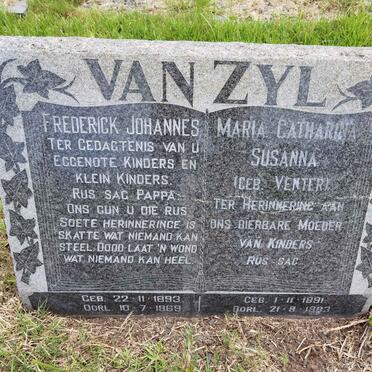 VAN ZYL
FREDERICK JOHANNES
TER GEDAGTENIS VAN U
EGGENOTE KINDERS EN
KLEIN KINDERS
RUS SAG PAPPA
ONS GUN U DIE RUS
SOETE HERINNERINGE IS
SKATTE WAT NIEMAND KAN
STEEL DOOD LAAT 'N WOND
WAT NIEMAND KAN HEEL
GEB. 22-11-1893
OORL. 10-7-1969
MARIA CATHARINA
SUSANNA
(GEB. VENTER)
TER HERINNERING AAN
ONS DIERBARE MOEDER
VAN KINDERS
RUS SAG
GEB. 1-11-1891
OORL. 21-8-1983